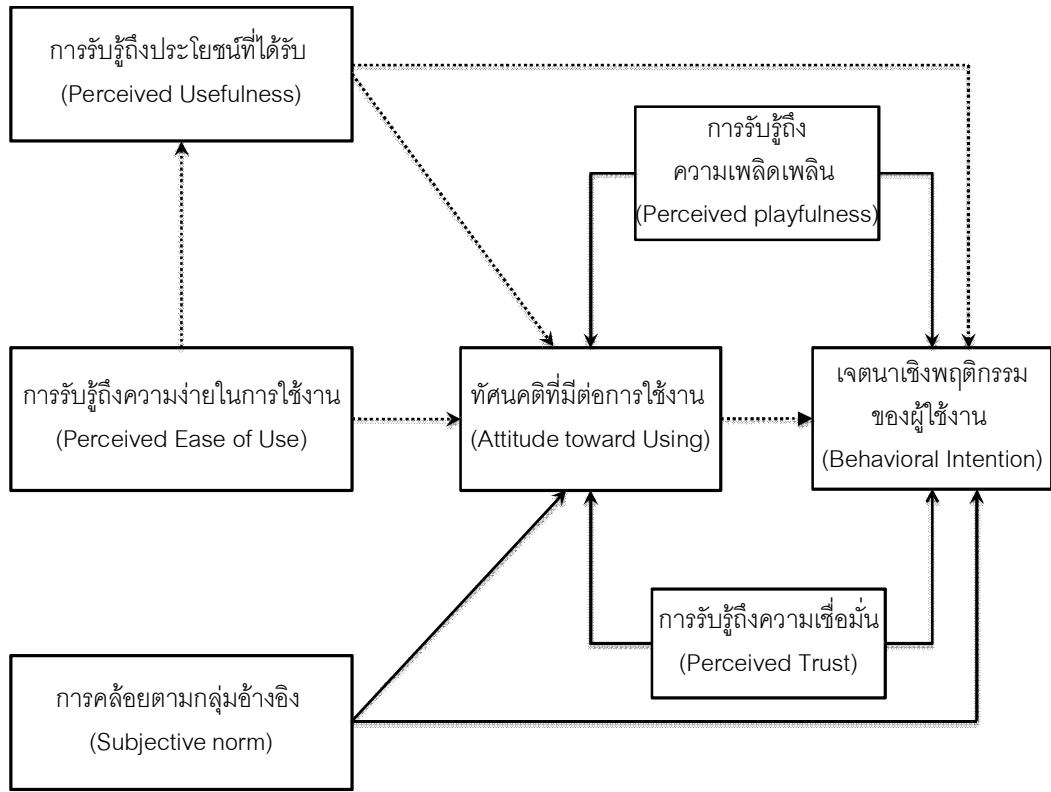 การรับรู้ถึงประโยชน์ที่ได้รับ
(Perceived Usefulness)
การรับรู้ถึง
ความเพลิดเพลิน
(Perceived playfulness)
การรับรู้ถึงความง่ายในการใช้งาน
(Perceived Ease of Use)
ทัศนคติที่มีต่อการใช้งาน
(Attitude toward Using)
เจตนาเชิงพฤติกรรม
ของผู้ใช้งาน
(Behavioral Intention)
การรับรู้ถึงความเชื่อมั่น
(Perceived Trust)
การคล้อยตามกลุ่มอ้างอิง
(Subjective norm)